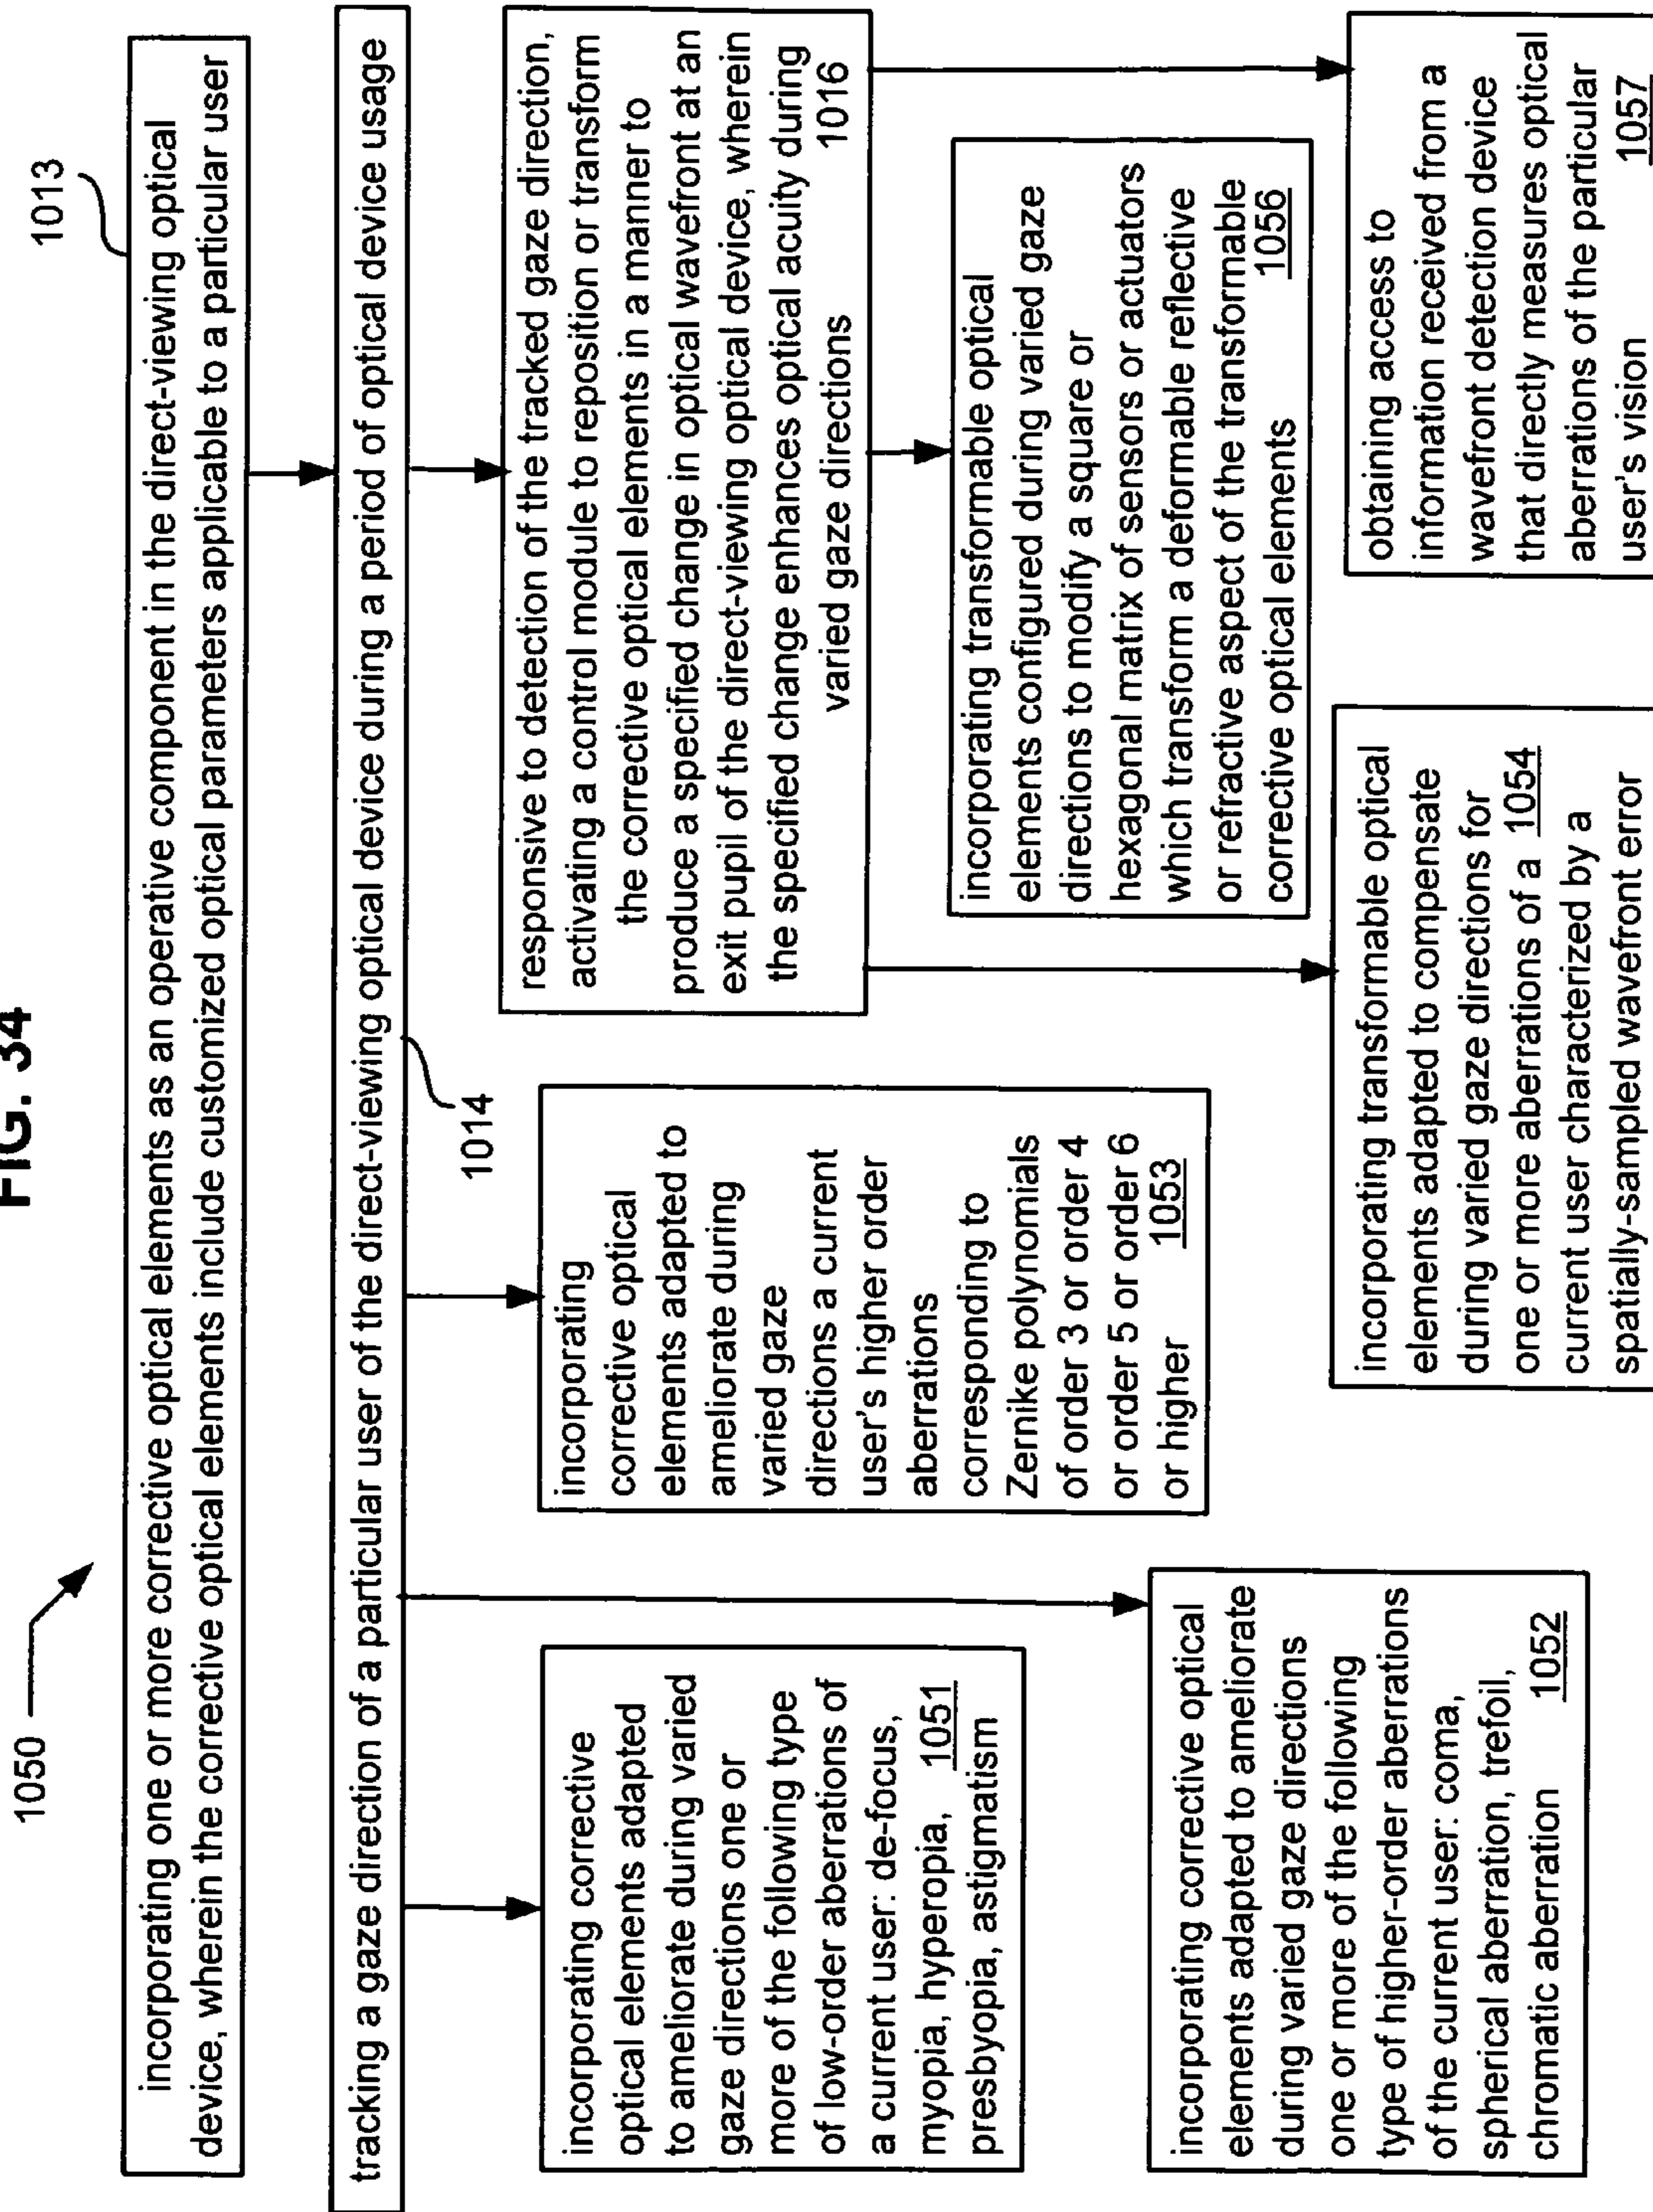 FIG. 34
1050
1013
incorporating one or more corrective optical elements as an operative component in the direct-viewing optical
device, wherein the corrective optical elements include customized optical parameters applicable to a particular user
tracking a gaze direction of a particular user of the direct-viewing optical device during a period of optical device usage
1014
incorporating corrective
optical elements adapted
to ameliorate during varied
gaze directions one or
more of the following type
of low-order aberrations of
a current user: de-focus,
myopia, hyperopia, 1051
presbyopia, astigmatism
incorporating
corrective optical
elements adapted to
ameliorate during
varied gaze
directions a current
user's higher order
aberrations
corresponding to
Zernike polynomials
of order 3 or order 4
or order 5 or order 6
or higher 1053
responsive to detection of the tracked gaze direction,
activating a control module to reposition or transform
the corrective optical elements in a manner to
produce a specified change in optical wavefront at an
exit pupil of the direct-viewing optical device, wherein
the specified change enhances optical acuity during
varied gaze directions 1016
incorporating transformable optical
elements configured during varied gaze
directions to modify a square or
hexagonal matrix of sensors or actuators
which transform a deformable reflective
or refractive aspect of the transformable
corrective optical elements 1056
incorporating corrective optical
elements adapted to ameliorate
during varied gaze directions
one or more of the following
type of higher-order aberrations
of the current user: coma,
spherical aberration, trefoil,
chromatic aberration 1052
incorporating transformable optical
elements adapted to compensate
during varied gaze directions for
one or more aberrations of a 1054
current user characterized by a
spatially-sampled wavefront error
obtaining access to
information received from a
wavefront detection device
that directly measures optical
aberrations of the particular
user's vision 1057